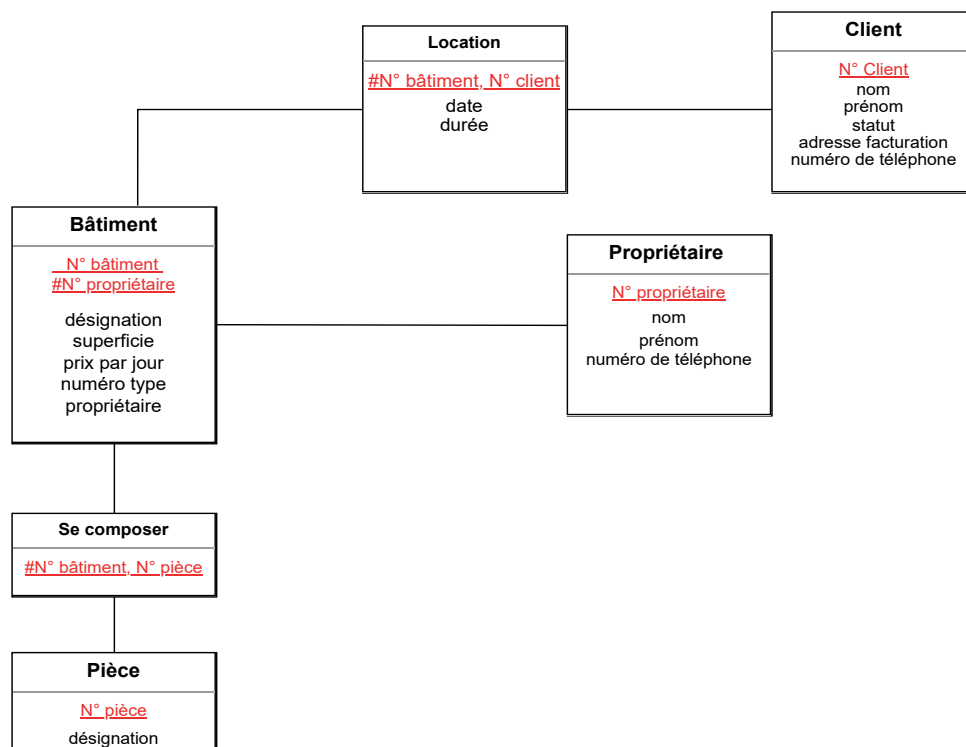 Location
#N° bâtiment, N° client
date
durée
Client
N° Client
nom
prénom
statut
adresse facturation
numéro de téléphone
Bâtiment
N° bâtiment
#N° propriétaire
désignation
superficie
prix par jour
numéro type
propriétaire
Propriétaire
N° propriétaire
nom
prénom
numéro de téléphone
Se composer
#N° bâtiment, N° pièce
Pièce
N° pièce
désignation